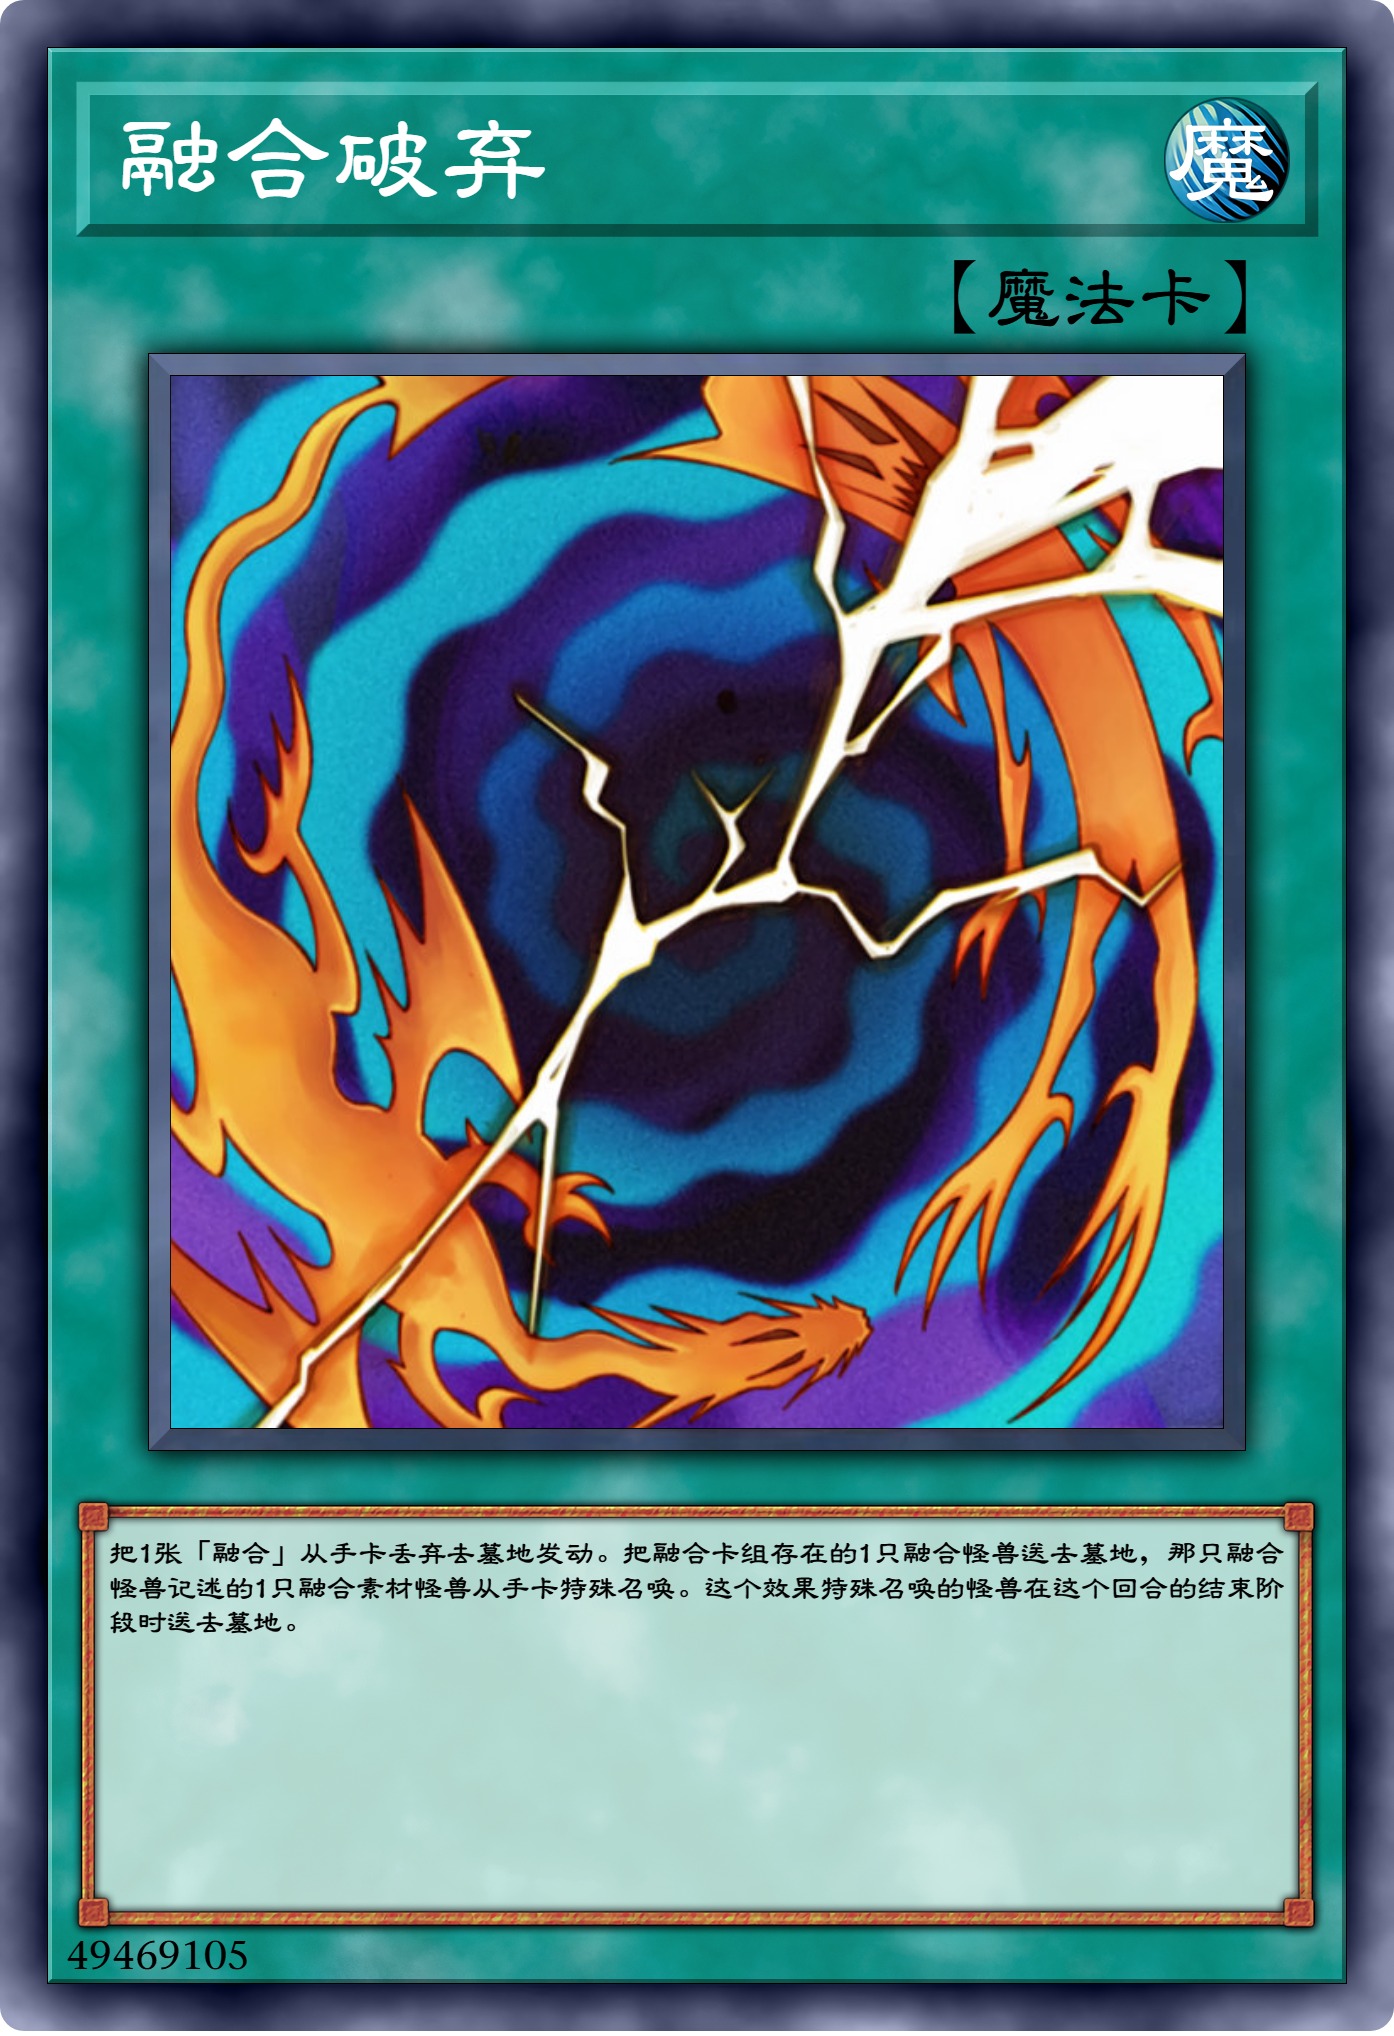 融合破弃
魔
【魔法卡】
把1张「融合」从手卡丢弃去墓地发动。把融合卡组存在的1只融合怪兽送去墓地，那只融合
怪兽记述的1只融合素材怪兽从手卡特殊召唤。这个效果特殊召唤的怪兽在这个回合的结束阶
段时送去墓地。
49469105